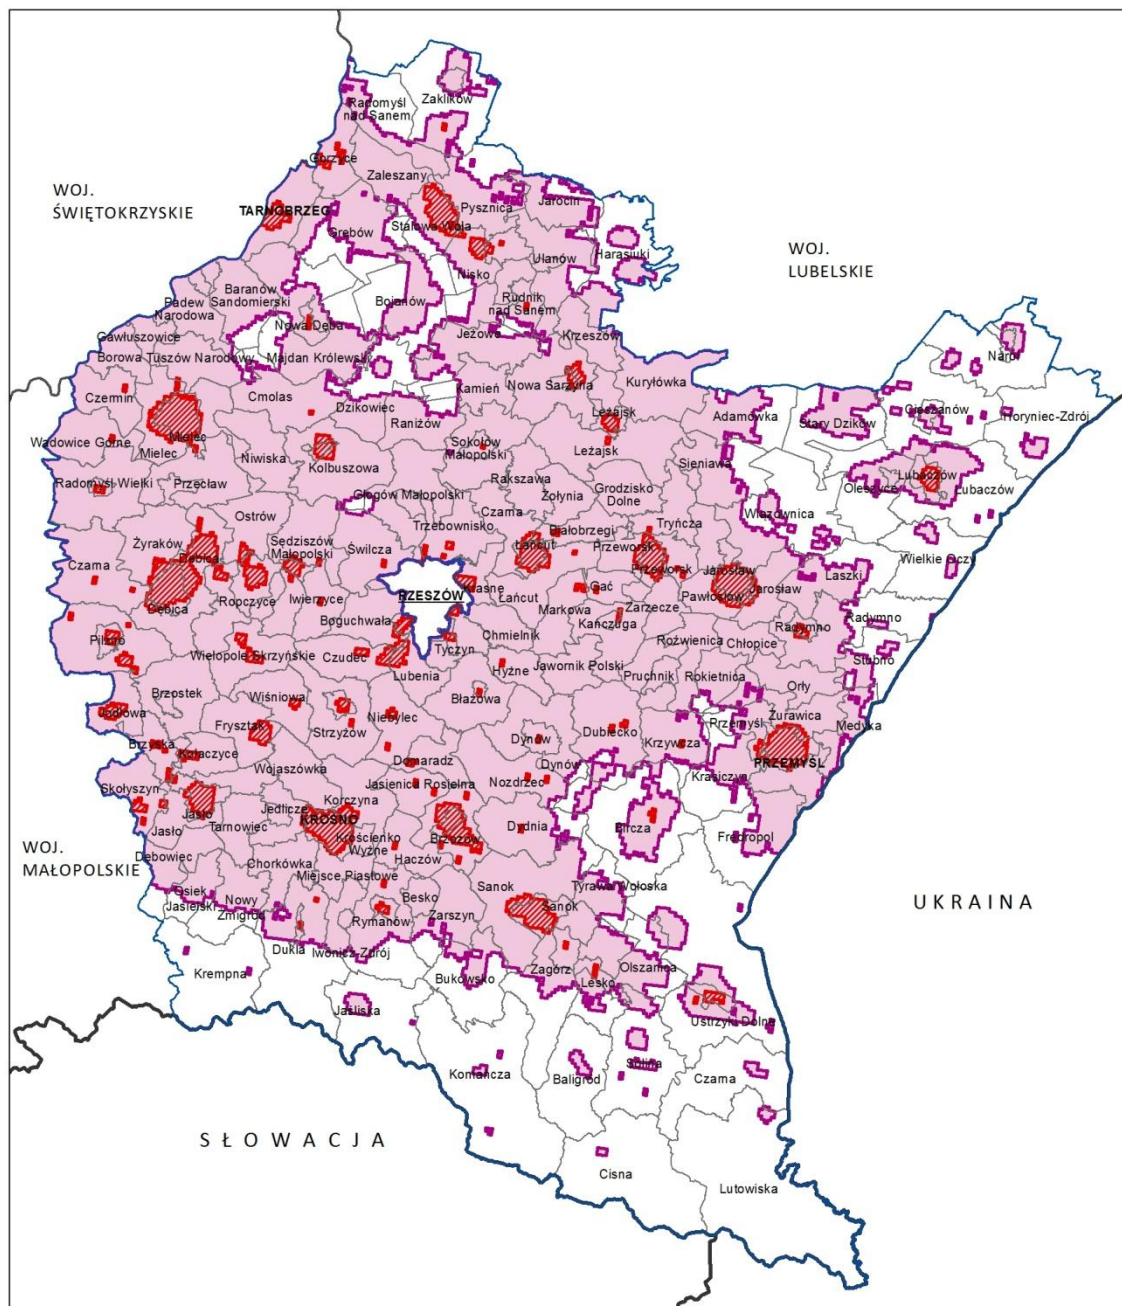 Radomyśl
nad Sanem
Zaklików
Gorzyce
Zaleszany
WOJ.
ŚWIĘTOKRZYSKIE
TARNOBRZEG
Pysznica
Jarocin
Stalowa Wola
Grębów
WOJ.
LUBELSKIE
Harasiuki
Ulanów
Nisko
Baranów
Sandomierski
Bojanów
Rudnik
nad Sanem
Padew
Narodowa
Nowa Dęba
Jeżowe
Krzeszów
Gawłuszowice
Borowa
Tuszów Narodowy
Majdan Królewski
Narol
Kamień
Nowa Sarzyna
Kuryłówka
Czermin
Cmolas
Dzikowiec
Raniżów
Leżajsk
Adamówka
Stary Dzików
Cieszanów
Horyniec-Zdrój
Wadowice Górne
Mielec
Mielec
Kolbuszowa
Sokołów
Małopolski
Leżajsk
Niwiska
Sieniawa
Lubaczów
Radomyśl Wielki
Przecław
Głogów Małopolski
Rakszawa
Żołynia
Grodzisko
Dolne
Oleszyce
Lubaczów
Ostrów
Trzebownisko
Czarna
Białobrzegi
Tryńcza
Wiązownica
Żyraków
Sędziszów
Małopolski
Świlcza
Łańcut
Przeworsk
Wielkie Oczy
Czarna
Dębica
Przeworsk
Jarosław
Laszki
Dębica
Ropczyce
Iwierzyce
RZESZÓW
Krasne
Łańcut
Gać
Pawłosiów
Jarosław
Markowa
Zarzecze
Boguchwała
Kańczuga
Radymno
Radymno
Pilzno
Chmielnik
Roźwienica
Chłopice
Tyczyn
Wielopole Skrzyńskie
Czudec
Stubno
Lubenia
Hyżne
Jawornik Polski
Pruchnik
Rokietnica
Orły
Brzostek
Wiśniowa
Błażowa
Jodłowa
Niebylec
Żurawica
Frysztak
Strzyżów
Przemyśl
Medyka
Dubiecko
Krzywcza
Brzyska
Kołaczyce
Dynów
PRZEMYŚL
Wojaszówka
Domaradz
Dynów
Krasiczyn
Skołyszyn
Jasienica Rosielna
Nozdrzec
Jasło
Jedlicze
Korczyna
KROSNO
Bircza
Fredropol
Jasło
Tarnowiec
Krościenko
Wyżne
Brzozów
Dydnia
WOJ.
MAŁOPOLSKIE
Dębowiec
Chorkówka
Haczów
Miejsce Piastowe
Osiek
Jasielski
Nowy
Żmigród
Besko
Sanok
Tyrawa Wołoska
Sanok
UKRAINA
Rymanów
Zarszyn
Dukla
Iwonicz-Zdrój
Krempna
Bukowsko
Zagórz
Olszanica
Lesko
Jaśliska
Ustrzyki Dolne
Solina
Komańcza
Baligród
Czarna
SŁOWACJA
Cisna
Lutowiska